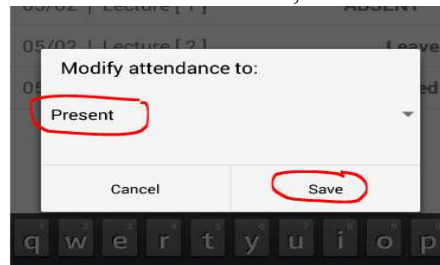 05/02 | Lecture [ 1 ] ABSENT
05/02 | Lecture [ 2 ] Leave
Modify attendance to:
Present
Cancel Save
q w e r t y u i o p